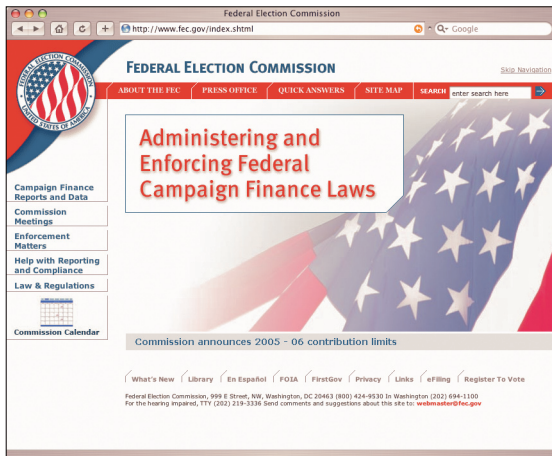 Federal Election Commission
http://www.fec.gov/index.shtml
Google
FEDERAL ELECTION COMMISSION
UNITED STATES OF AMERICA
FEDERAL ELECTION COMMISSION
Skip Navigation
ABOUT THE FEC / PRESS OFFICE / QUICK ANSWERS / SITE MAP SEARCH enter search here
Administering and
Enforcing Federal
Campaign Finance Laws
Campaign Finance
Reports and Data
Commission
Meetings
Enforcement
Matters
Help with Reporting
and Compliance
Law & Regulations
Commission Calendar
Commission announces 2005 - 06 contribution limits
/ What's New / Library / En Español / FOIA / FirstGov / Privacy / Links / eFiling / Register To Vote
Federal Election Commission, 999 E Street, NW, Washington, DC 20463 (800) 424-9530 In Washington (202) 694-1100
For the hearing impaired, TTY (202) 219-3336 Send comments and suggestions about this site to: webmaster@fec.gov